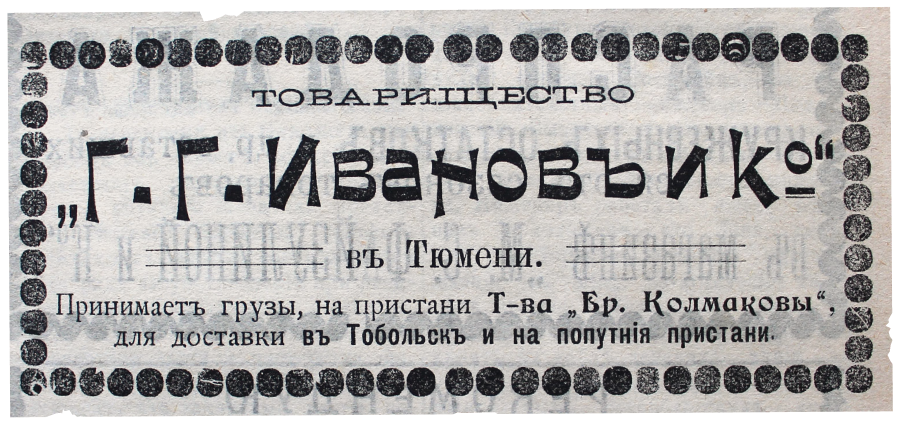 ТОВАРИЩЕСТВО
„Г. Г. Ивановъ и Ко“
въ Тюмени.
Принимаетъ грузы, на пристани Т-ва „Бр. Колмаковы“,
для доставки въ Тобольскъ и на попутнія пристани.